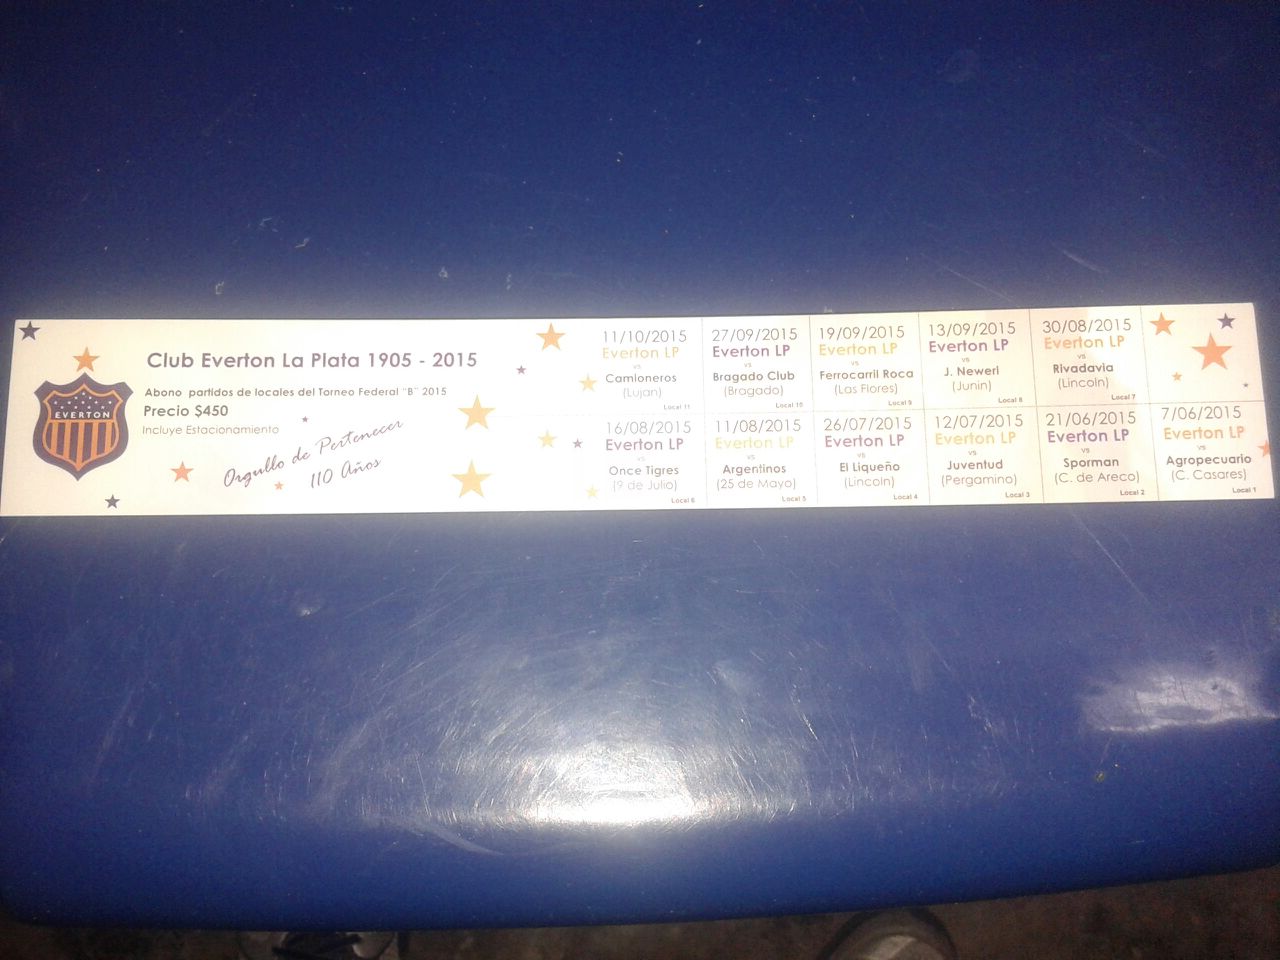 EVERTON
Club Everton La Plata 1905 - 2015
Abono partidos de locales del Torneo Federal "B" 2015
Precio $450
Incluye Estacionamiento
Orgullo de Pertenecer
110 Años
11/10/2015
Everton LP
vs
Camioneros
(Lujan)
Local 11
27/09/2015
Everton LP
vs
Bragado Club
(Bragado)
Local 10
19/09/2015
Everton LP
vs
Ferrocarril Roca
(Las Flores)
Local 9
13/09/2015
Everton LP
vs
J. Newerl
(Junin)
Local 8
30/08/2015
Everton LP
vs
Rivadavia
(Lincoln)
Local 7
16/08/2015
Everton LP
vs
Once Tigres
(9 de Julio)
Local 6
11/08/2015
Everton LP
vs
Argentinos
(25 de Mayo)
Local 5
26/07/2015
Everton LP
vs
El Liqueño
(Lincoln)
Local 4
12/07/2015
Everton LP
vs
Juventud
(Pergamino)
Local 3
21/06/2015
Everton LP
vs
Sporman
(C. de Areco)
Local 2
7/06/2015
Everton LP
vs
Agropecuario
(C. Casares)
Local 1